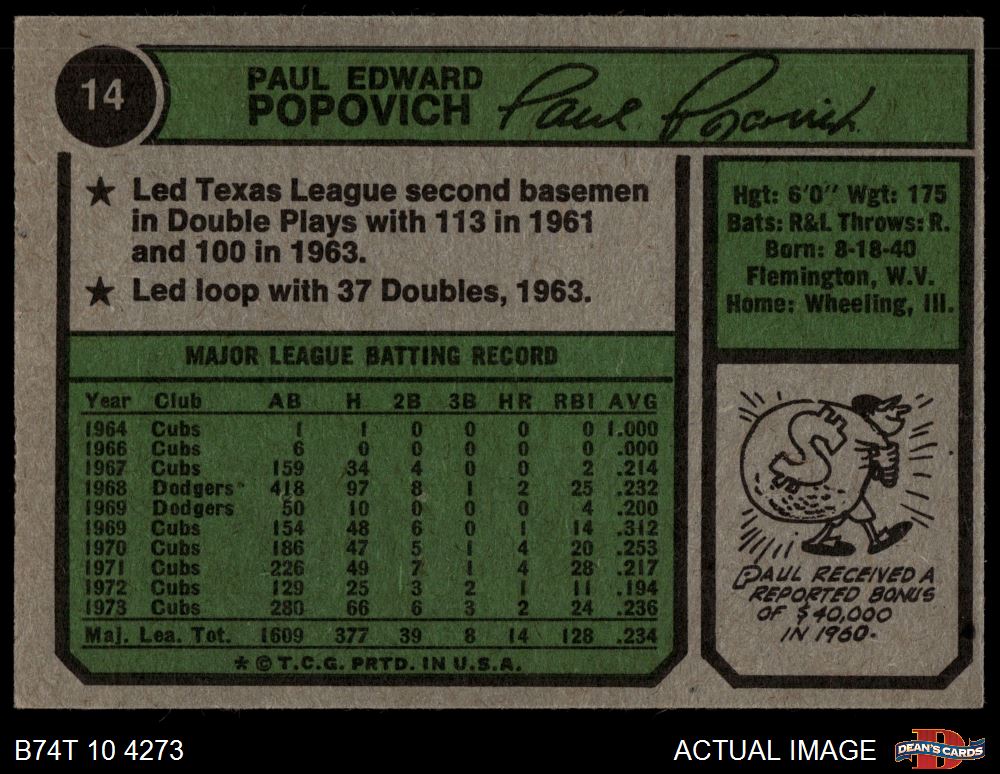 14
PAUL EDWARD
POPOVICH
Paul Popovich
★ Led Texas League second basemen
in Double Plays with 113 in 1961
and 100 in 1963.
★ Led loop with 37 Doubles, 1963.
Hgt: 6'0" Wgt: 175
Bats: R&L Throws: R.
Born: 8-18-40
Flemington, W.V.
Home: Wheeling, Ill.
MAJOR LEAGUE BATTING RECORD
Year Club AB H 2B 3B HR RBI AVG
1964 Cubs 1 1 0 0 0 0 1.000
1966 Cubs 6 0 0 0 0 0 .000
1967 Cubs 159 34 4 0 0 2 .214
1968 Dodgers 418 97 8 1 2 25 .232
1969 Dodgers 50 10 0 0 0 4 .200
1969 Cubs 154 48 6 0 1 14 .312
1970 Cubs 186 47 5 1 4 20 .253
1971 Cubs 226 49 7 1 4 28 .217
1972 Cubs 129 25 3 2 1 11 .194
1973 Cubs 280 66 6 3 2 24 .236
Maj. Lea. Tot. 1609 377 39 8 14 128 .234
* © T.C.G. PRTD. IN U.S.A.
$
PAUL RECEIVED A
REPORTED BONUS
OF $40,000
IN 1960.
B74T 10 4273
ACTUAL IMAGE
D
DEAN'S CARDS